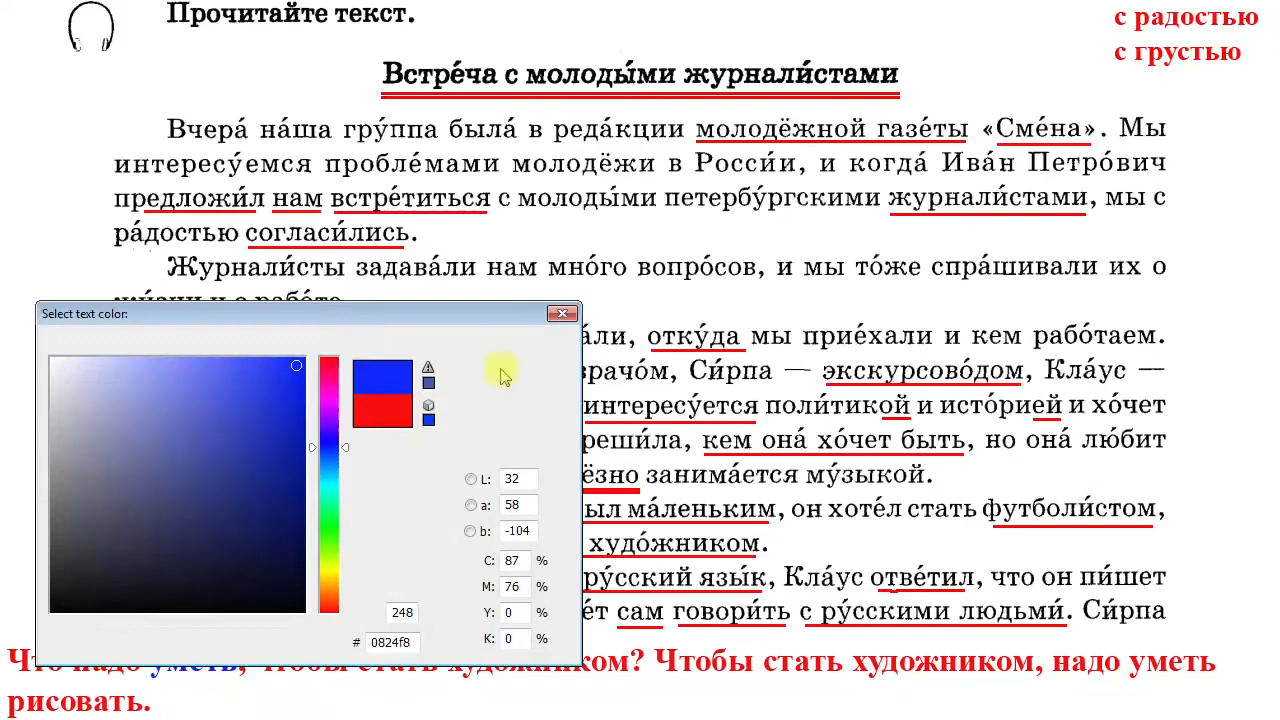 Прочитайте текст.
с радостью
с грустью
Встре́ча с молоды́ми журнали́стами
Вчера́ на́ша гру́ппа была́ в реда́кции молодёжной газе́ты «Сме́на». Мы
интересу́емся пробле́мами молодёжи в Росси́и, и когда́ Ива́н Петро́вич
предложи́л нам встре́титься с молоды́ми петербу́ргскими журнали́стами, мы с
ра́достью согласи́лись.
Журнали́сты задава́ли нам мно́го вопро́сов, и мы то́же спра́шивали их о
жи́зни и о рабо́те.
а́ли, отку́да мы прие́хали и кем рабо́таем.
врачо́м, Си́рпа — экскурсово́дом, Кла́ус —
интересу́ется поли́тикой и исто́рией и хо́чет
реши́ла, кем она́ хо́чет быть, но она́ лю́бит
ёзно занима́ется му́зыкой.
ыл ма́леньким, он хоте́л стать футболи́стом,
худо́жником.
ру́сский язы́к, Кла́ус отве́тил, что он пи́шет
е́т сам говори́ть с ру́сскими людьми́. Си́рпа
Select text color:
L: 32
a: 58
b: -104
C: 87 %
M: 76 %
Y: 0 %
K: 0 %
248
# 0824f8
Что надо уметь, чтобы стать художником? Чтобы стать художником, надо уметь
рисовать.